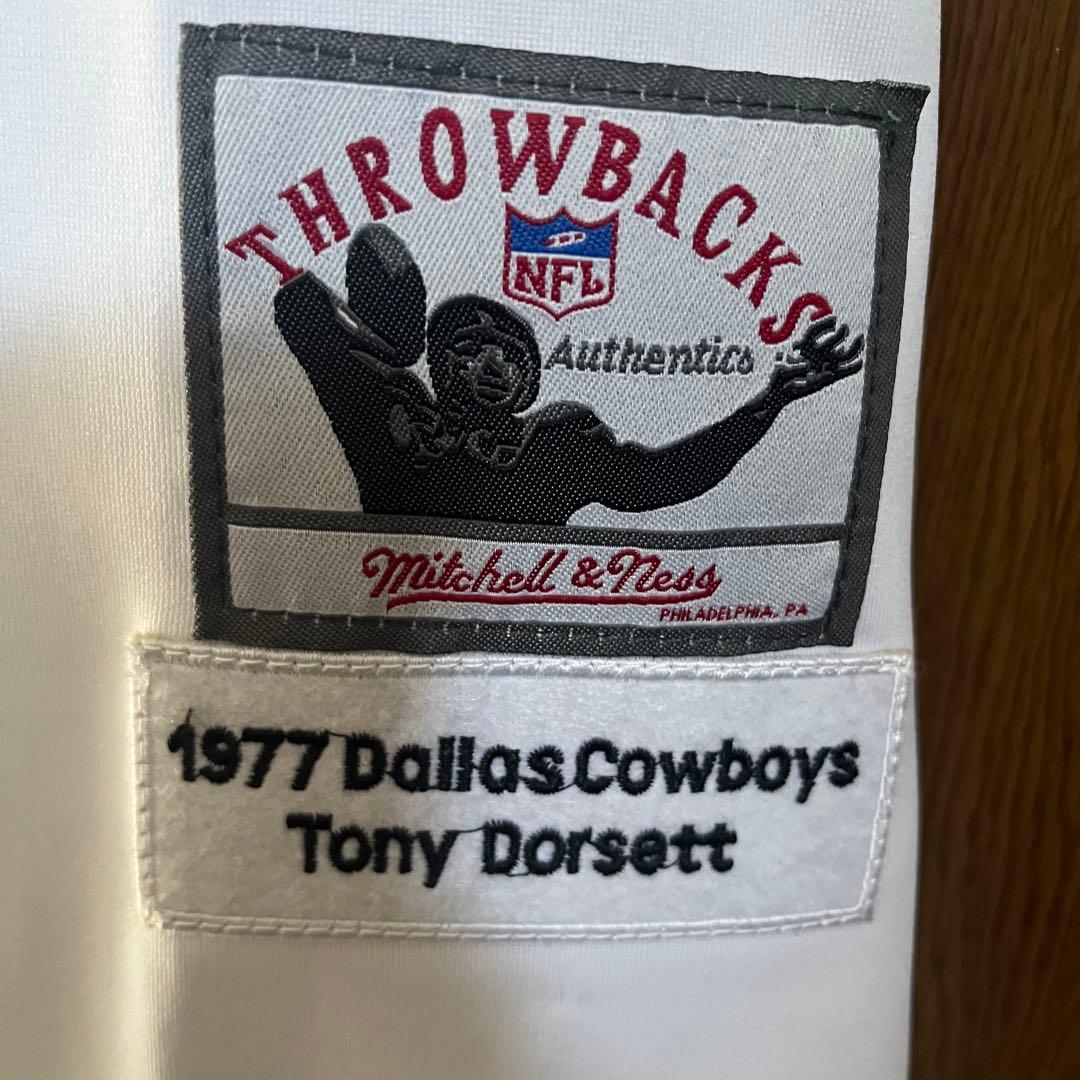 THROWBACKS
NFL
Authentics
Mitchell & Ness
PHILADELPHIA, PA
1977 Dallas Cowboys
Tony Dorsett